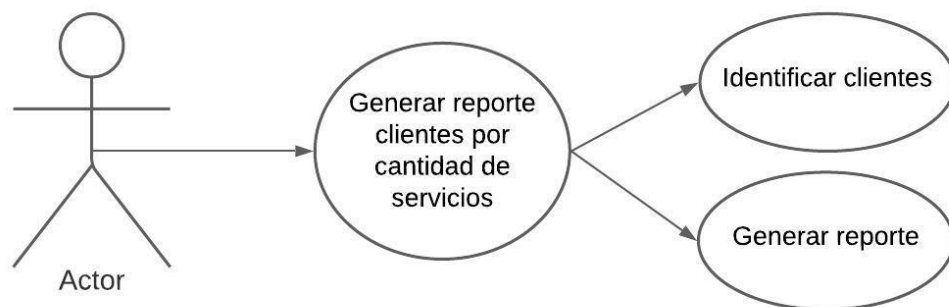 Actor
Generar reporte
clientes por
cantidad de
servicios
Identificar clientes
Generar reporte